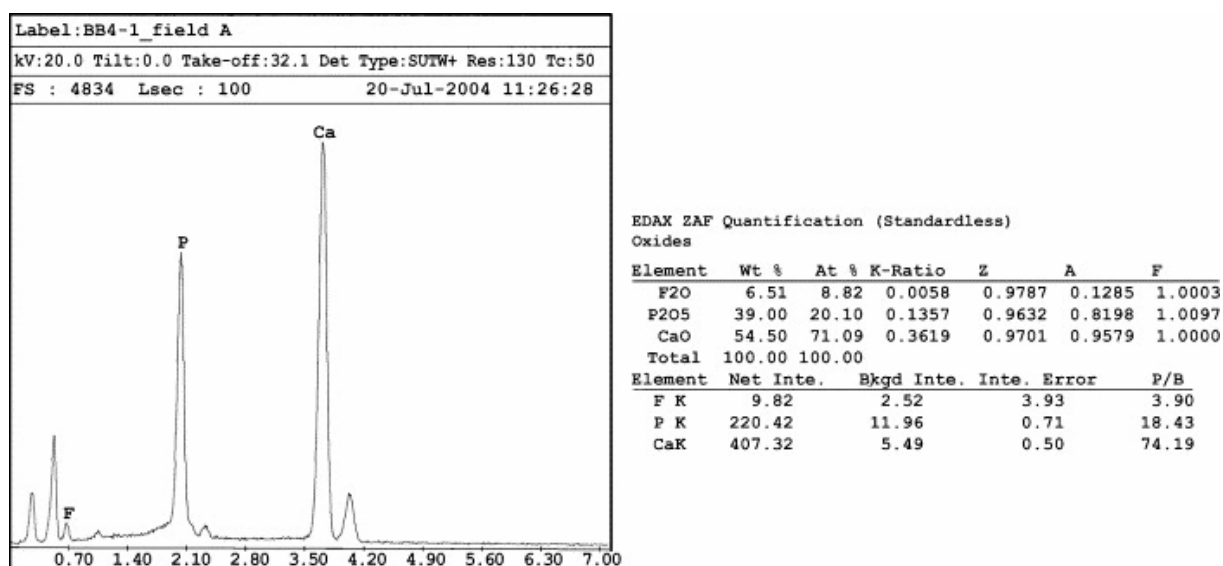 Label:BB4-1_field A
kV:20.0 Tilt:0.0 Take-off:32.1 Det Type:SUTW+ Res:130 Tc:50
FS : 4834 Lsec : 100 20-Jul-2004 11:26:28
Ca
P
F
0.70 1.40 2.10 2.80 3.50 4.20 4.90 5.60 6.30 7.00
EDAX ZAF Quantification (Standardless)
Oxides
Element Wt % At % K-Ratio Z A F
F2O 6.51 8.82 0.0058 0.9787 0.1285 1.0003
P2O5 39.00 20.10 0.1357 0.9632 0.8198 1.0097
CaO 54.50 71.09 0.3619 0.9701 0.9579 1.0000
Total 100.00 100.00
Element Net Inte. Bkgd Inte. Inte. Error P/B
F K 9.82 2.52 3.93 3.90
P K 220.42 11.96 0.71 18.43
CaK 407.32 5.49 0.50 74.19